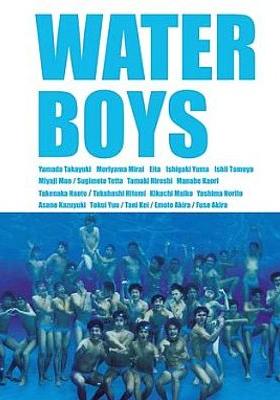 WATER
BOYS
Yamada Takayuki Moriyama Mirai Eita Ishigaki Yuma Ishii Tomoya
Miyaji Mao / Sugimoto Tetta Tamaki Hiroshi Manabe Kaori
Takenaka Naoto / Takahashi Hitomi Kikuchi Maiko Yashima Norito
Asano Kazuyuki Tokui Yuu / Tani Kei / Emoto Akira / Fuse Akira